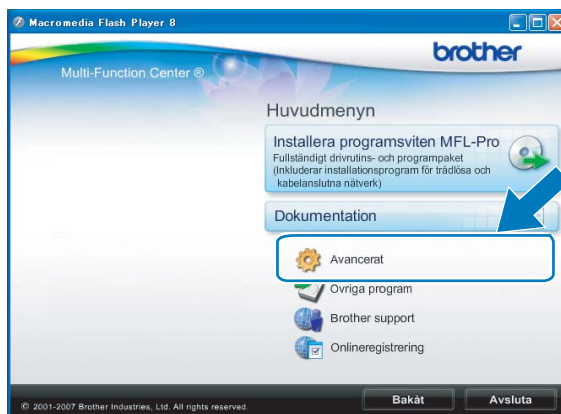 Macromedia Flash Player 8
brother
Multi-Function Center ®
Huvudmenyn
Installera programsviten MFL-Pro
Fullständigt drivrutins- och programpaket
(Inkluderar installationsprogram för trådlösa och
kabelanslutna nätverk)
Dokumentation
Avancerat
Övriga program
Brother support
Onlineregistrering
© 2001-2007 Brother Industries, Ltd. All rights reserved.
Bakåt
Avsluta